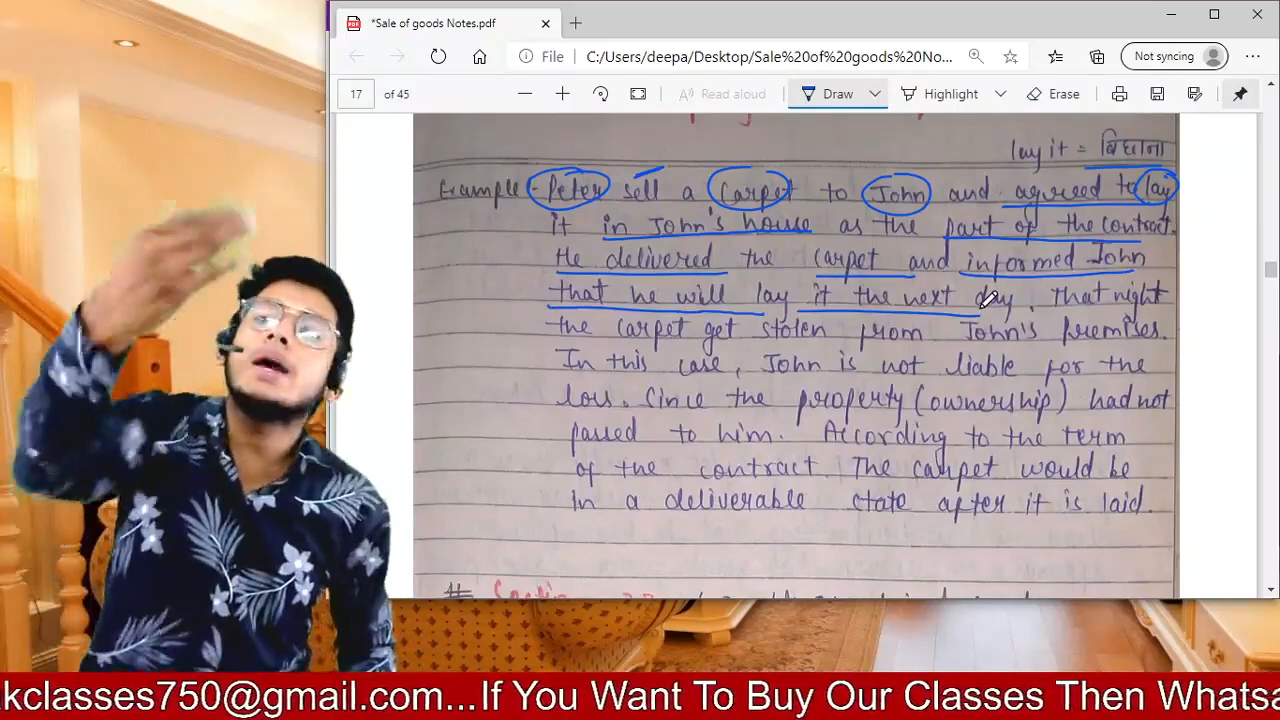 *Sale of goods Notes.pdf
File
C:/Users/deepa/Desktop/Sale%20of%20goods%20No...
Not syncing
17 of 45
Read aloud
Draw
Highlight
Erase
lay it = बिछाना
Example - Peter sell a Carpet to John and agreed to lay
it in John's house as the part of the contract.
He delivered the carpet and informed John
that he will lay it the next day. That night
the carpet get stolen from John's premises.
In this case, John is not liable for the
loss. Since the property (ownership) had not
passed to him. According to the term
of the contract. The carpet would be
in a deliverable state after it is laid.
akclasses750@gmail.com...If You Want To Buy Our Classes Then Whatsa